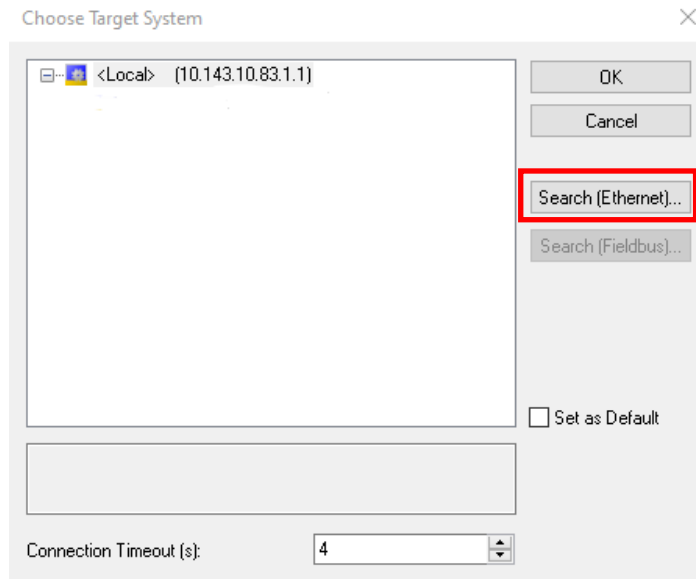 Choose Target System
<Local> (10.143.10.83.1.1)
OK
Cancel
Search (Ethernet)...
Search (Fieldbus)...
Set as Default
Connection Timeout (s):
4